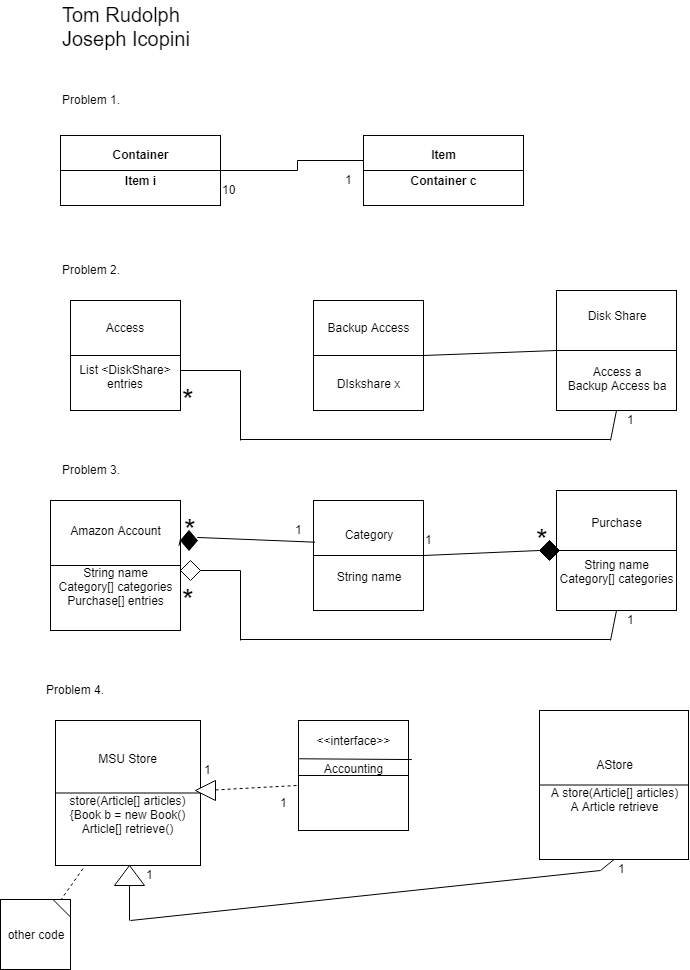 Tom Rudolph
Joseph Icopini
Problem 1.
Container
Item i
10
1
Item
Container c
Problem 2.
Access
List <DiskShare>
entries
*
Backup Access
DIskshare x
Disk Share
Access a
Backup Access ba
1
Problem 3.
Amazon Account
String name
Category[] categories
Purchase[] entries
*
*
1
Category
String name
1
*
Purchase
String name
Category[] categories
1
Problem 4.
MSU Store
store(Article[] articles)
{Book b = new Book()
Article[] retrieve()
1
1
<<interface>>
Accounting
AStore
A store(Article[] articles)
A Article retrieve
1
1
other code